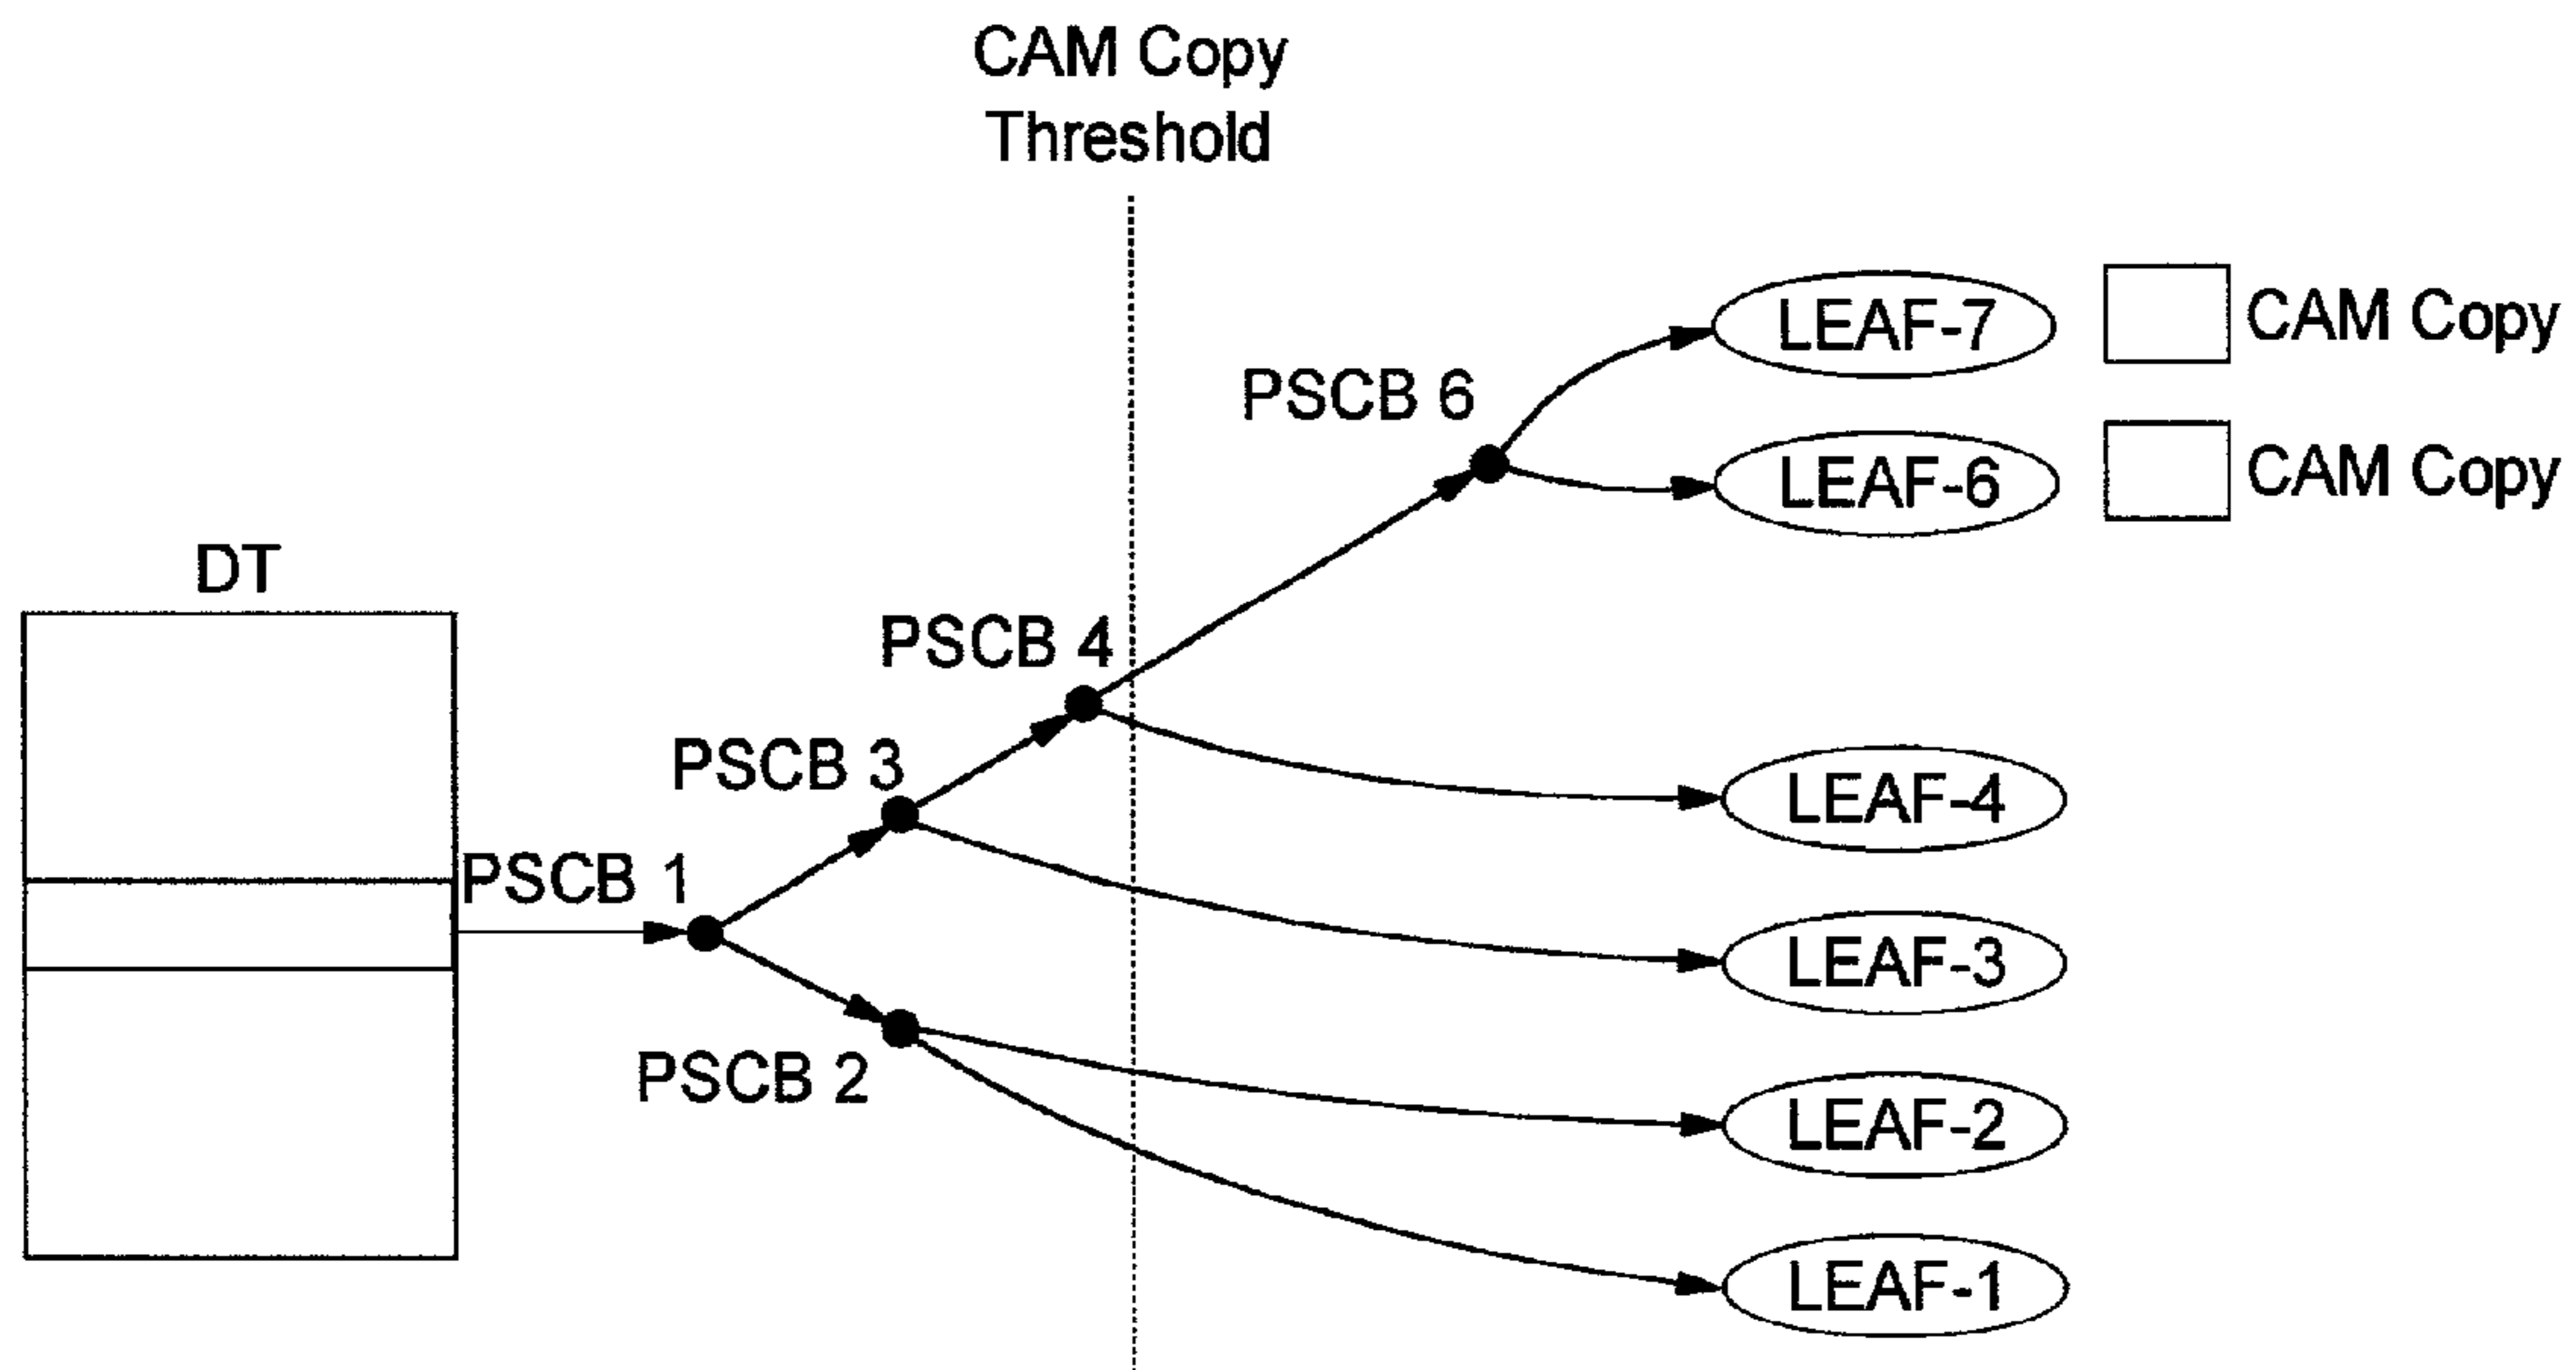 CAM Copy
Threshold
LEAF-7
CAM Copy
PSCB 6
LEAF-6
CAM Copy
DT
PSCB 4
PSCB 3
LEAF-4
PSCB 1
LEAF-3
PSCB 2
LEAF-2
LEAF-1